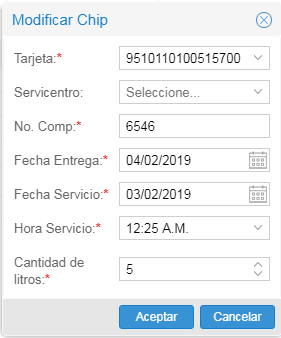 Modificar Chip
Tarjeta:* 9510110100515700
Servicentro: Seleccione...
No. Comp:* 6546
Fecha Entrega:* 04/02/2019
Fecha Servicio:* 03/02/2019
Hora Servicio:* 12:25 A.M.
Cantidad de
litros:* 5
Aceptar Cancelar